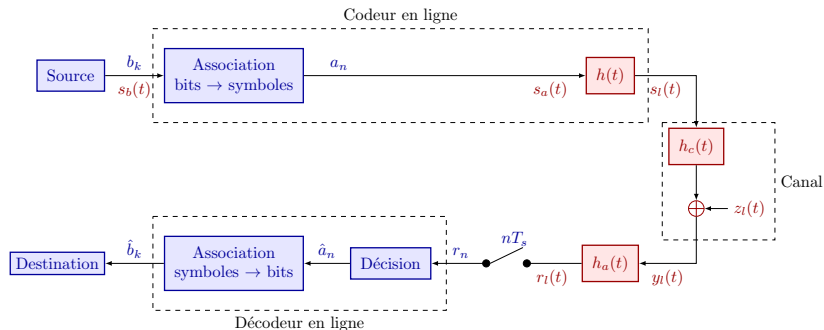 Codeur en ligne
Source
b_k
s_b(t)
Association
bits → symboles
a_n
s_a(t)
h(t)
s_l(t)
h_c(t)
Canal
z_l(t)
Destination
b̂_k
Association
symboles → bits
â_n
Décision
r_n
nT_s
r_l(t)
h_a(t)
y_l(t)
Décodeur en ligne